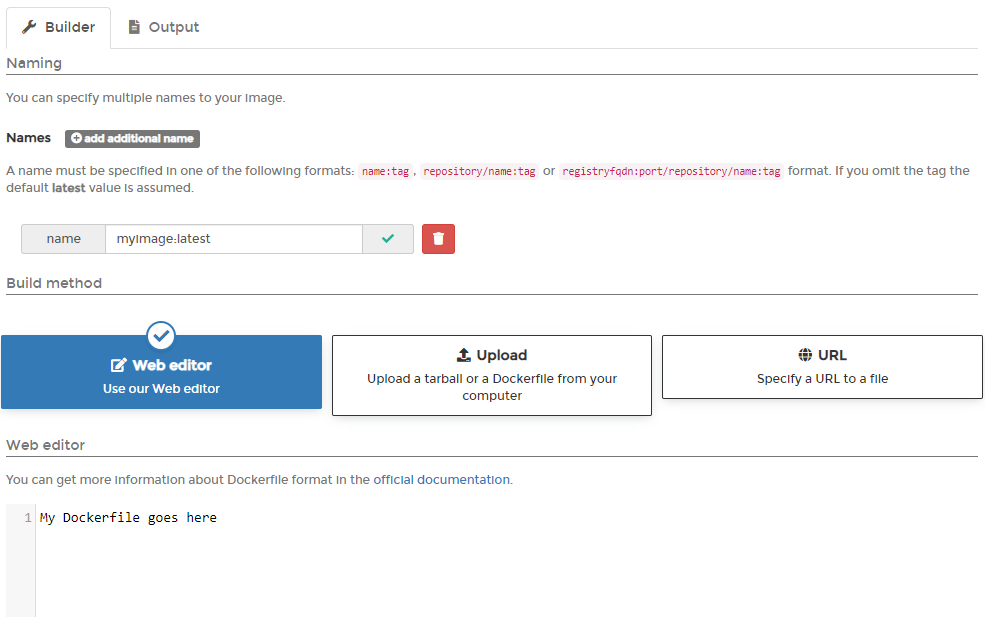 Builder Output
Naming
You can specify multiple names to your image.
Names add additional name
A name must be specified in one of the following formats: name:tag , repository/name:tag or registryfqdn:port/repository/name:tag format. If you omit the tag the
default latest value is assumed.
name myImage:latest
Build method
Web editor
Use our Web editor
Upload
Upload a tarball or a Dockerfile from your
computer
URL
Specify a URL to a file
Web editor
You can get more information about Dockerfile format in the official documentation.
1 My Dockerfile goes here